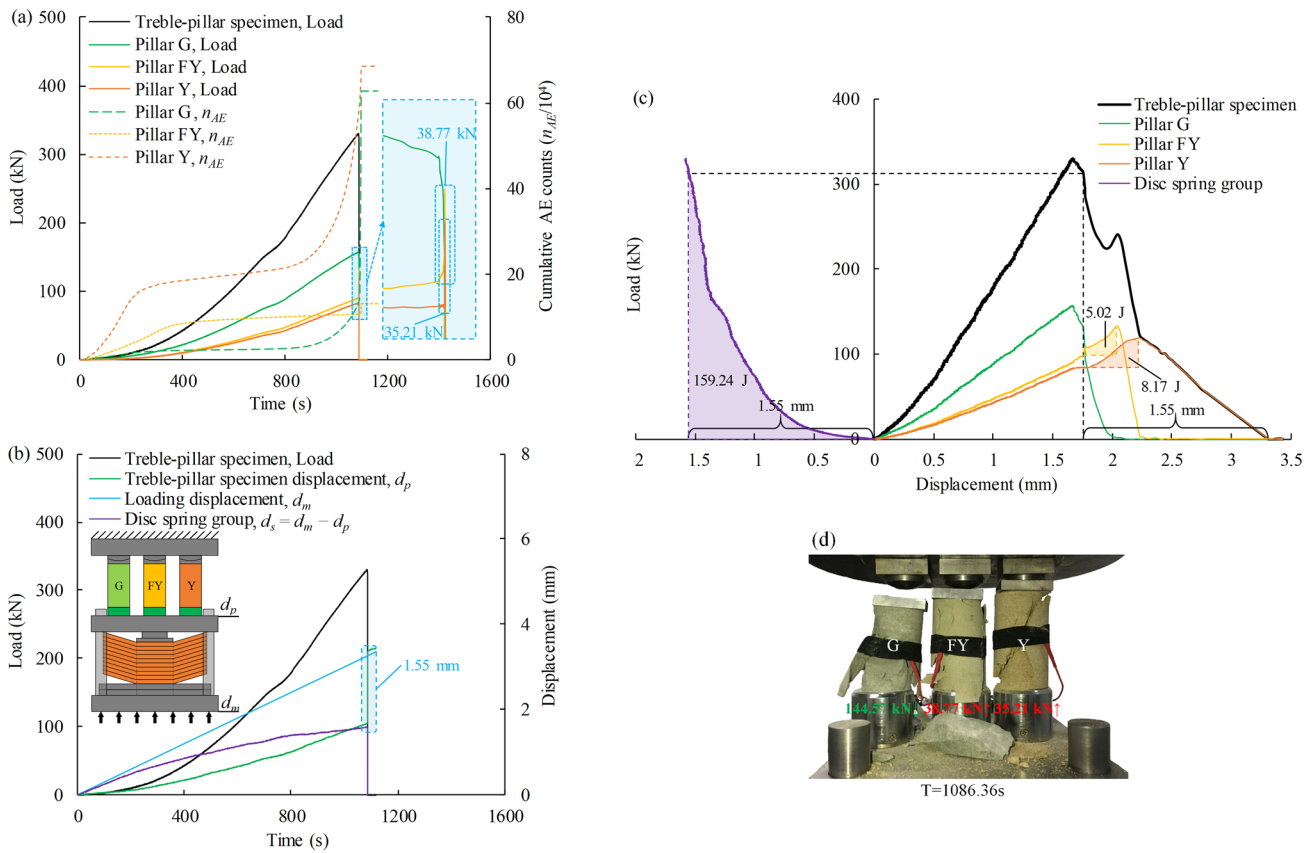 (a)
500
400
300
200
100
0
Load (kN)
Treble-pillar specimen, Load
Pillar G, Load
Pillar FY, Load
Pillar Y, Load
Pillar G, nAE
Pillar FY, nAE
Pillar Y, nAE
38.77 kN
35.21 kN
80
60
40
20
0
Cumulative AE counts (nAE/10⁴)
0 400 800 1200 1600
Time (s)
(b)
500
400
300
200
100
0
Load (kN)
Treble-pillar specimen, Load
Treble-pillar specimen displacement, dp
Loading displacement, dm
Disc spring group, ds = dm − dp
G FY Y
dp
dm
1.55 mm
8
6
4
2
0
Displacement (mm)
0 400 800 1200 1600
Time (s)
(c)
400
300
200
100
0
Load (kN)
Treble-pillar specimen
Pillar G
Pillar FY
Pillar Y
Disc spring group
5.02 J
8.17 J
159.24 J
1.55 mm
1.55 mm
2 1.5 1 0.5 0 0.5 1 1.5 2 2.5 3 3.5
Displacement (mm)
(d)
G FY Y
144.57 kN↓ 38.77 kN↑ 35.21 kN↑
T=1086.36s